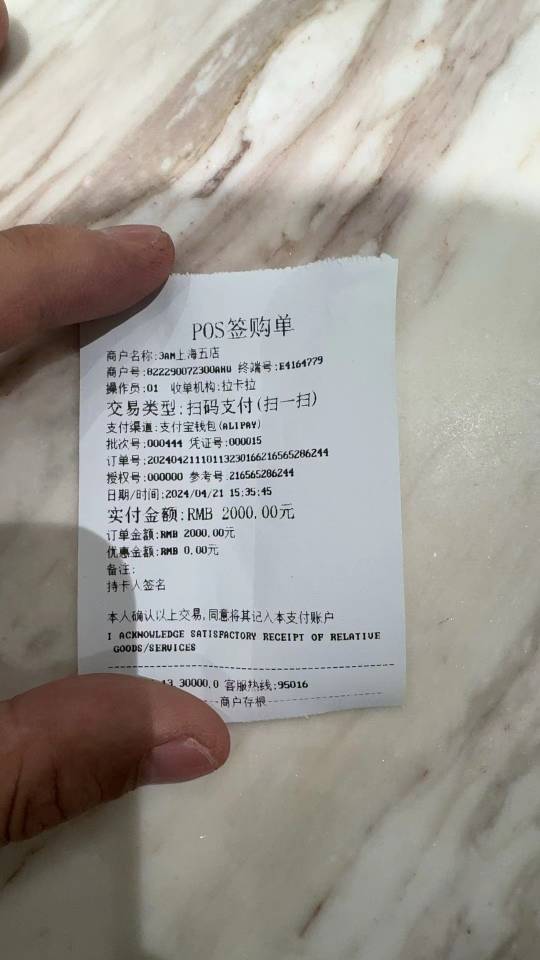 POS签购单
商户名称:3AM上海五店
商户号:822290072300AHU 终端号:E4164779
操作员:01 收单机构:拉卡拉
交易类型:扫码支付(扫一扫)
支付渠道:支付宝钱包(ALIPAY)
批次号:000444 凭证号:000015
订单号:20240421110113230166216565286244
授权号:000000 参考号:216565286244
日期/时间:2024/04/21 15:35:45
实付金额:RMB 2000.00元
订单金额:RMB 2000.00元
优惠金额:RMB 0.00元
备注:
持卡人签名
本人确认以上交易,同意将其记入本支付账户
I ACKNOWLEDGE SATISFACTORY RECEIPT OF RELATIVE
GOODS/SERVICES
13.30000.0 客服热线:95016
商户存根